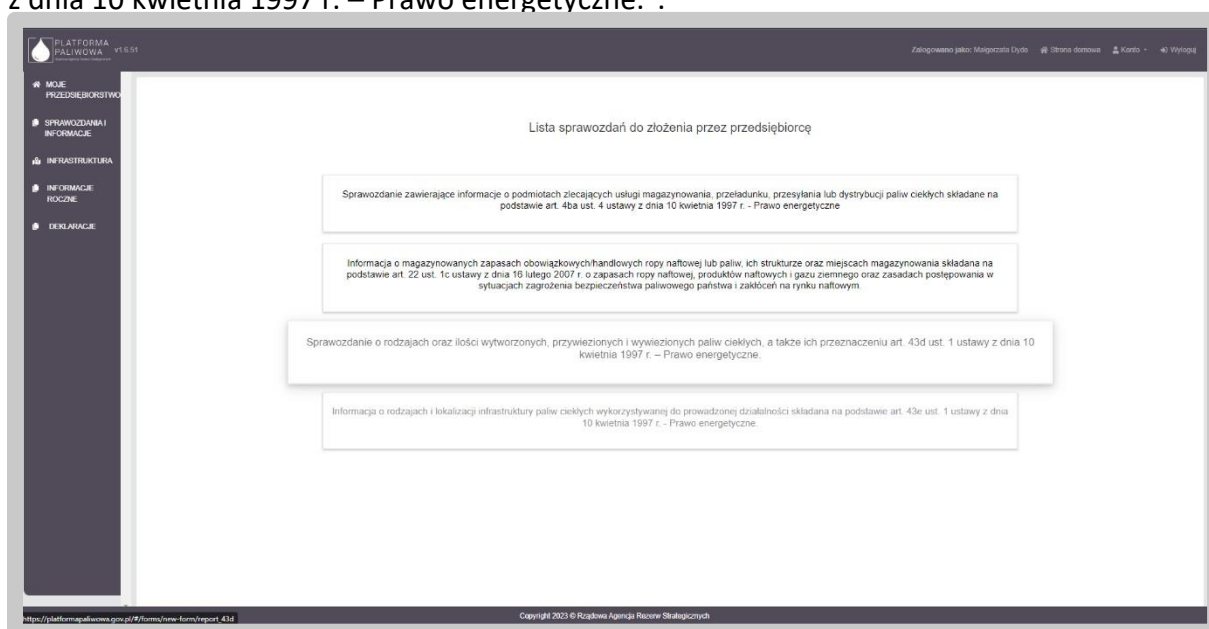 z dnia 10 kwietnia 1997 r. – Prawo energetyczne.”.
PLATFORMA
PALIWOWA v1.6.51
Zalogowano jako: Małgorzata Dydo Strona domowa Konto Wyloguj
MOJE
PRZEDSIĘBIORSTWO
SPRAWOZDANIA I
INFORMACJE
INFRASTRUKTURA
INFORMACJE
ROCZNE
DEKLARACJE
Lista sprawozdań do złożenia przez przedsiębiorcę
Sprawozdanie zawierające informacje o podmiotach zlecających usługi magazynowania, przeładunku, przesyłania lub dystrybucji paliw ciekłych składane na
podstawie art. 4ba ust. 4 ustawy z dnia 10 kwietnia 1997 r. - Prawo energetyczne
Informacja o magazynowanych zapasach obowiązkowych/handlowych ropy naftowej lub paliw, ich strukturze oraz miejscach magazynowania składana na
podstawie art. 22 ust. 1c ustawy z dnia 16 lutego 2007 r. o zapasach ropy naftowej, produktów naftowych i gazu ziemnego oraz zasadach postępowania w
sytuacjach zagrożenia bezpieczeństwa paliwowego państwa i zakłóceń na rynku naftowym.
Sprawozdanie o rodzajach oraz ilości wytworzonych, przywiezionych i wywiezionych paliw ciekłych, a także ich przeznaczeniu art. 43d ust. 1 ustawy z dnia 10
kwietnia 1997 r. – Prawo energetyczne.
Informacja o rodzajach i lokalizacji infrastruktury paliw ciekłych wykorzystywanej do prowadzonej działalności składana na podstawie art. 43e ust. 1 ustawy z dnia
10 kwietnia 1997 r. - Prawo energetyczne.
https://platformapaliwowa.gov.pl/#/forms/new-form/report_43d
Copyright 2023 © Rządowa Agencja Rezerw Strategicznych